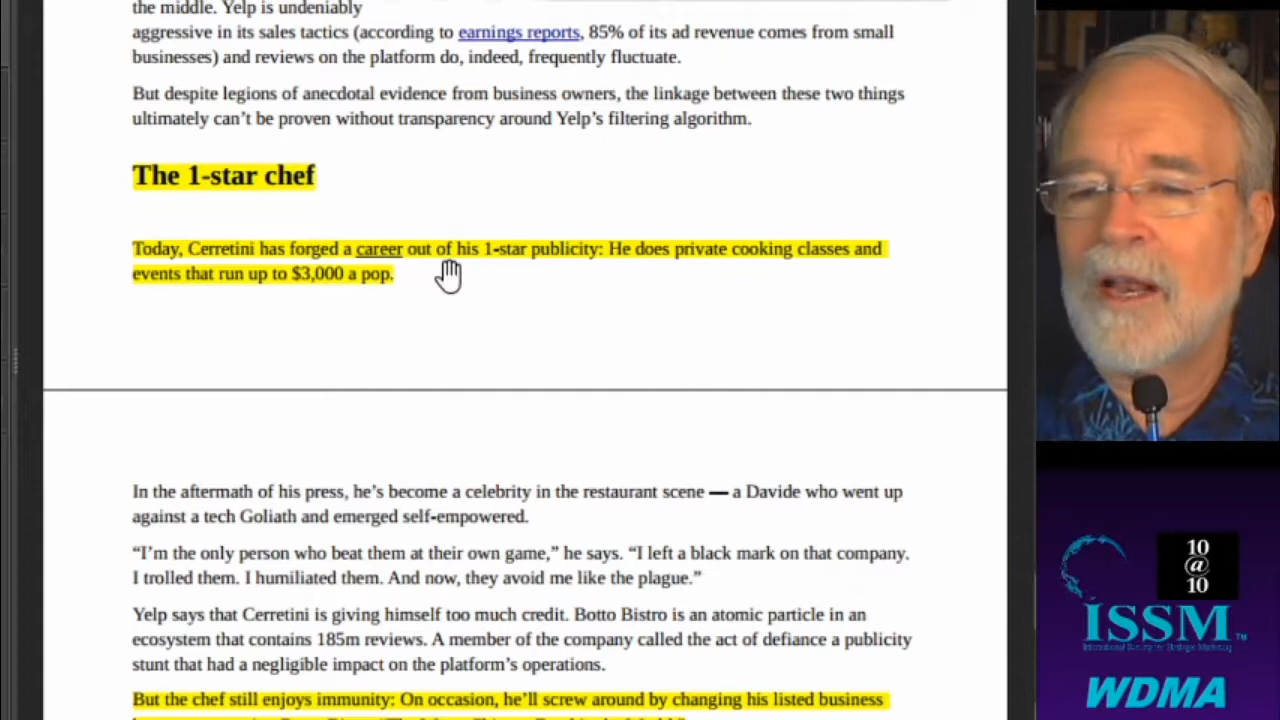 the middle. Yelp is undeniably
aggressive in its sales tactics (according to earnings reports, 85% of its ad revenue comes from small
businesses) and reviews on the platform do, indeed, frequently fluctuate.
But despite legions of anecdotal evidence from business owners, the linkage between these two things
ultimately can’t be proven without transparency around Yelp’s filtering algorithm.
The 1-star chef
Today, Cerretini has forged a career out of his 1-star publicity: He does private cooking classes and
events that run up to $3,000 a pop.
In the aftermath of his press, he’s become a celebrity in the restaurant scene — a Davide who went up
against a tech Goliath and emerged self-empowered.
“I’m the only person who beat them at their own game,” he says. “I left a black mark on that company.
I trolled them. I humiliated them. And now, they avoid me like the plague.”
Yelp says that Cerretini is giving himself too much credit. Botto Bistro is an atomic particle in an
ecosystem that contains 185m reviews. A member of the company called the act of defiance a publicity
stunt that had a negligible impact on the platform’s operations.
But the chef still enjoys immunity: On occasion, he’ll screw around by changing his listed business
10
@
10
ISSM
WDMA